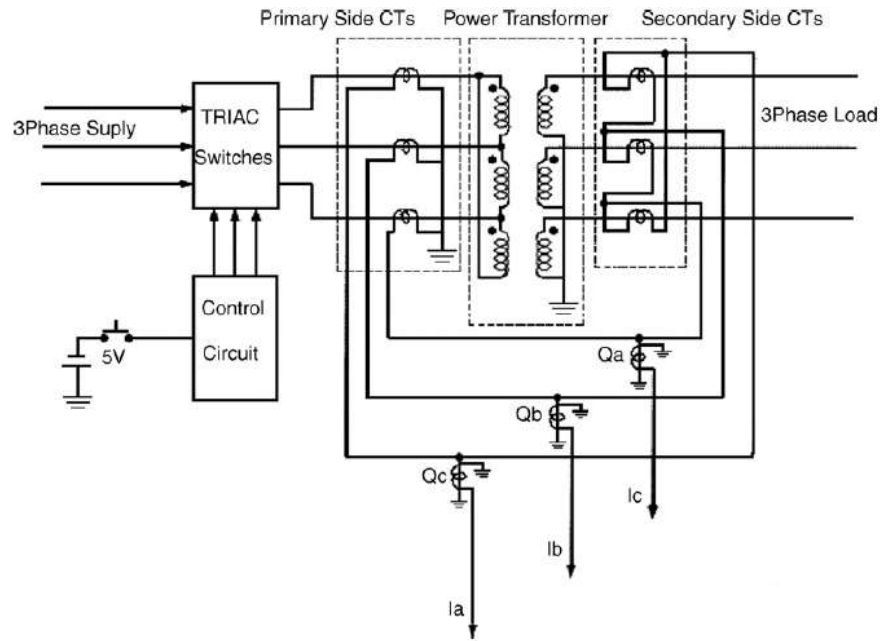 Primary Side CTs
Power Transformer
Secondary Side CTs
3Phase Suply
TRIAC
Switches
3Phase Load
Control
Circuit
5V
Qa
Qb
Qc
Ic
Ib
Ia